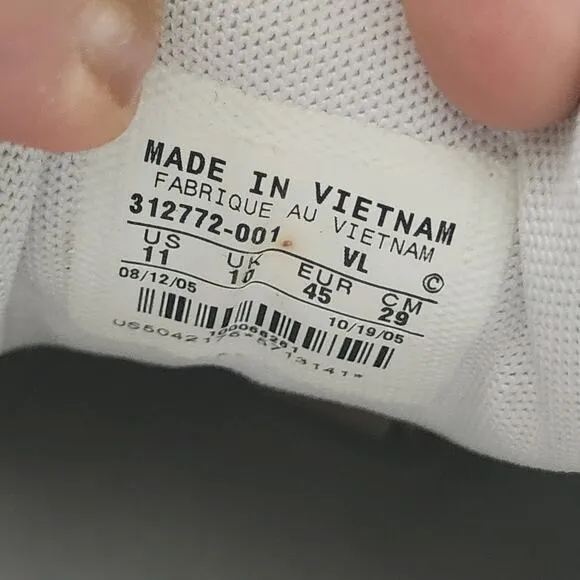 MADE IN VIETNAM
FABRIQUE AU VIETNAM
312772-001 VL
US UK EUR CM ©
11 10 45 29
08/12/05 10/19/05